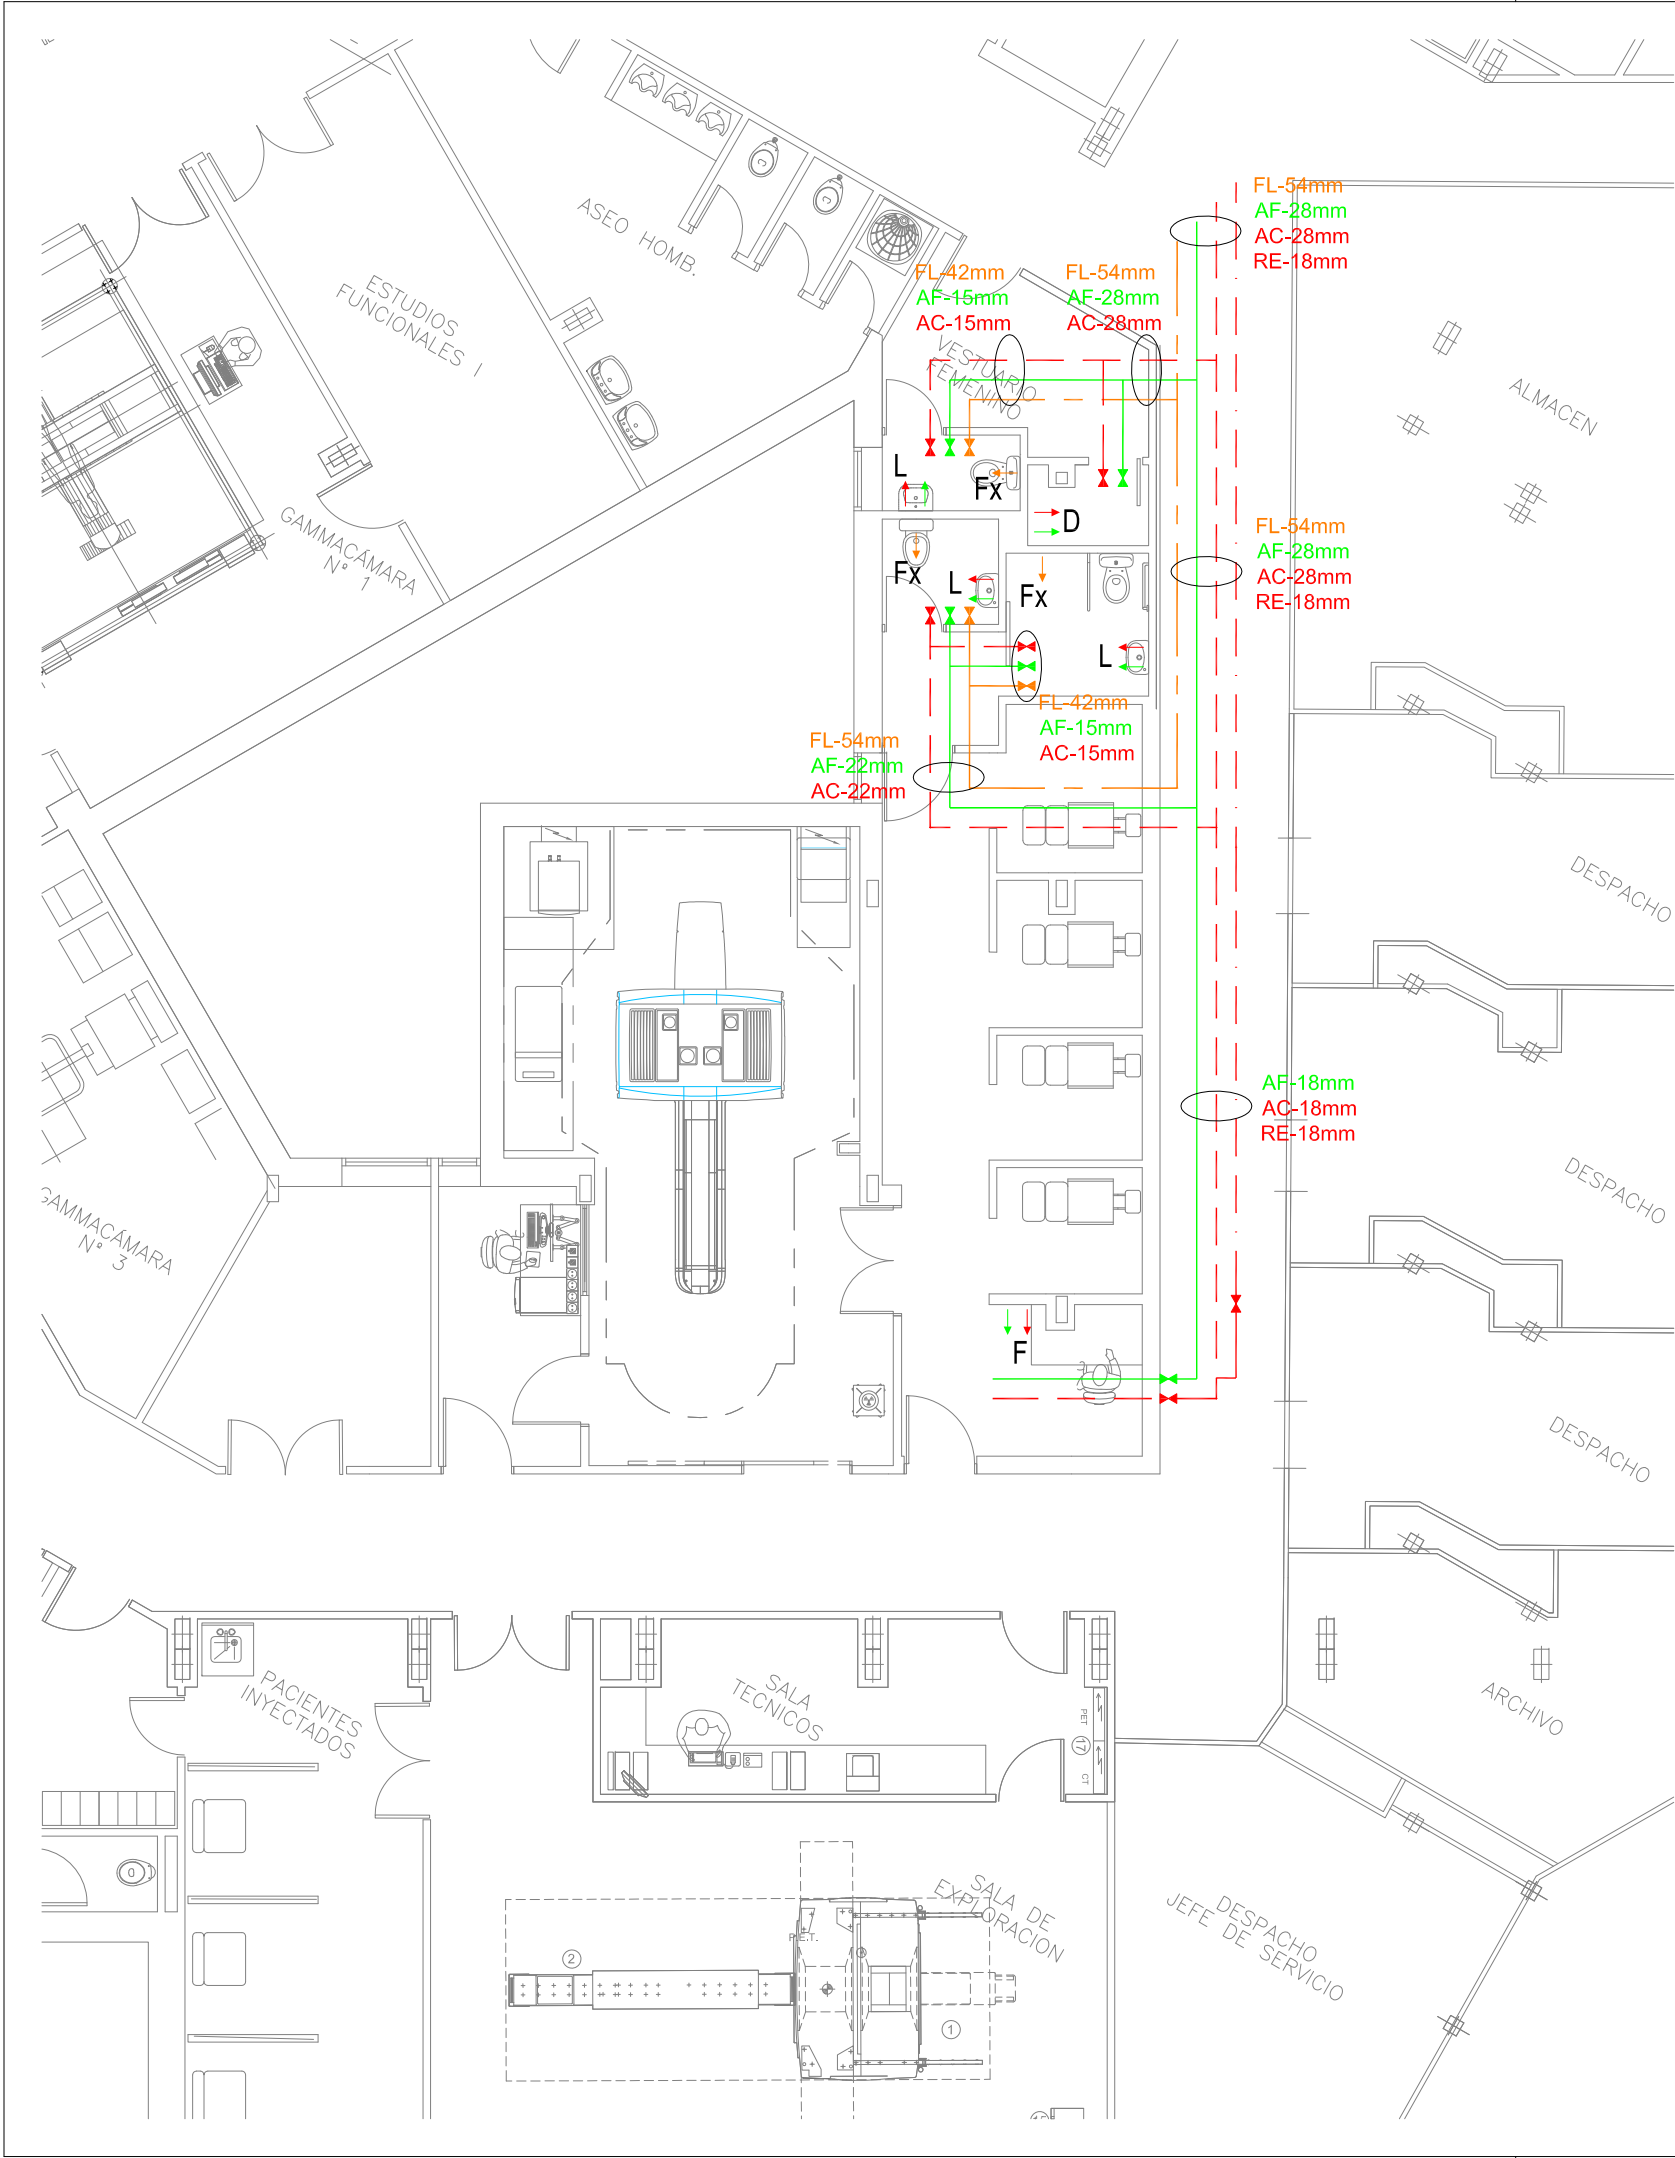 FL-54mm
AF-28mm
AC-28mm
RE-18mm
ASEO HOMB.
FL-42mm
AF-15mm
AC-15mm
FL-54mm
AF-28mm
AC-28mm
ESTUDIOS
FUNCIONALES I
VESTUARIO
FEMENINO
ALMACEN
L
Fx
D
GAMMACÁMARA
Nº 1
FL-54mm
AF-28mm
AC-28mm
RE-18mm
Fx
L
Fx
L
FL-42mm
AF-15mm
AC-15mm
FL-54mm
AF-22mm
AC-22mm
DESPACHO
AF-18mm
AC-18mm
RE-18mm
DESPACHO
GAMMACÁMARA
Nº 3
F
DESPACHO
PACIENTES
INYECTADOS
SALA
TECNICOS
PET
17
CT
ARCHIVO
SALA DE
EXPLORACION
P.E.T.
2
1
DESPACHO
JEFE DE SERVICIO